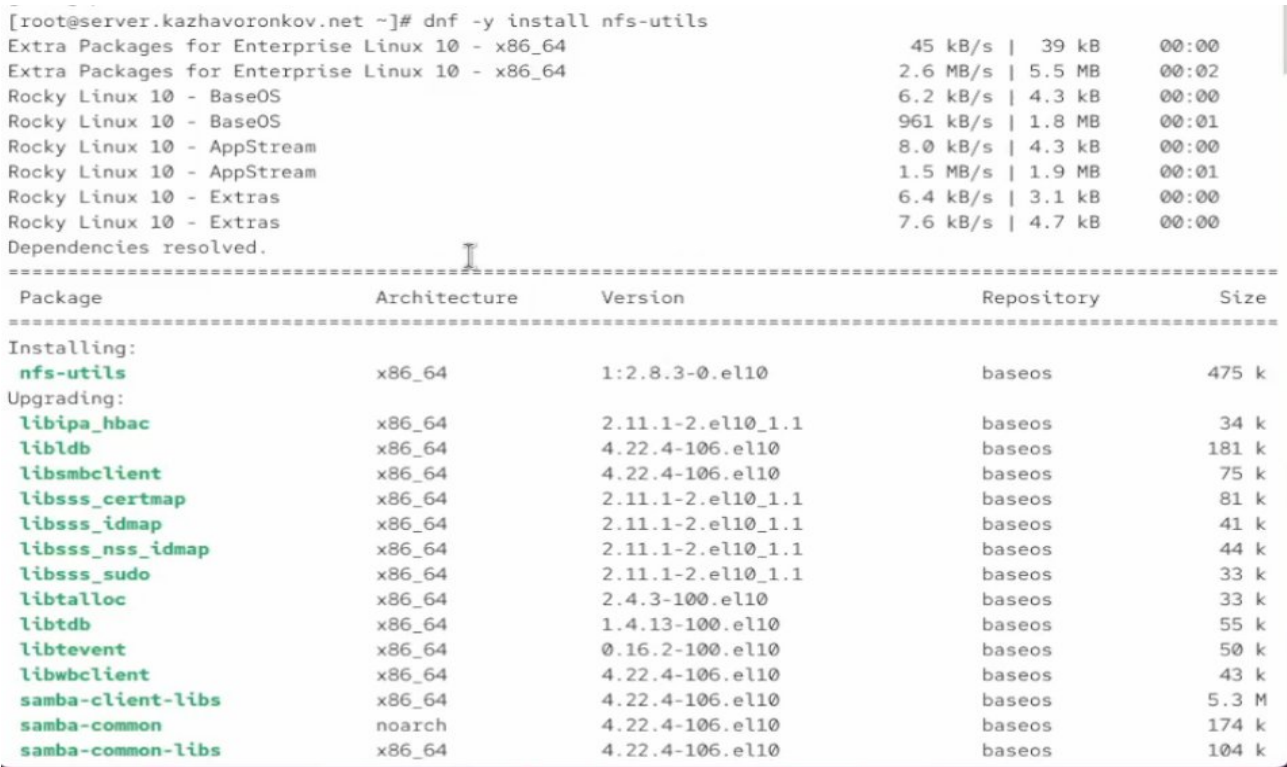 [root@server.kazhavoronkov.net ~]# dnf -y install nfs-utils
Extra Packages for Enterprise Linux 10 - x86_64 45 kB/s | 39 kB 00:00
Extra Packages for Enterprise Linux 10 - x86_64 2.6 MB/s | 5.5 MB 00:02
Rocky Linux 10 - BaseOS 6.2 kB/s | 4.3 kB 00:00
Rocky Linux 10 - BaseOS 961 kB/s | 1.8 MB 00:01
Rocky Linux 10 - AppStream 8.0 kB/s | 4.3 kB 00:00
Rocky Linux 10 - AppStream 1.5 MB/s | 1.9 MB 00:01
Rocky Linux 10 - Extras 6.4 kB/s | 3.1 kB 00:00
Rocky Linux 10 - Extras 7.6 kB/s | 4.7 kB 00:00
Dependencies resolved.
Package Architecture Version Repository Size
Installing:
nfs-utils x86_64 1:2.8.3-0.el10 baseos 475 k
Upgrading:
libipa_hbac x86_64 2.11.1-2.el10_1.1 baseos 34 k
libldb x86_64 4.22.4-106.el10 baseos 181 k
libsmbclient x86_64 4.22.4-106.el10 baseos 75 k
libsss_certmap x86_64 2.11.1-2.el10_1.1 baseos 81 k
libsss_idmap x86_64 2.11.1-2.el10_1.1 baseos 41 k
libsss_nss_idmap x86_64 2.11.1-2.el10_1.1 baseos 44 k
libsss_sudo x86_64 2.11.1-2.el10_1.1 baseos 33 k
libtalloc x86_64 2.4.3-100.el10 baseos 33 k
libtdb x86_64 1.4.13-100.el10 baseos 55 k
libtevent x86_64 0.16.2-100.el10 baseos 50 k
libwbclient x86_64 4.22.4-106.el10 baseos 43 k
samba-client-libs x86_64 4.22.4-106.el10 baseos 5.3 M
samba-common noarch 4.22.4-106.el10 baseos 174 k
samba-common-libs x86_64 4.22.4-106.el10 baseos 104 k